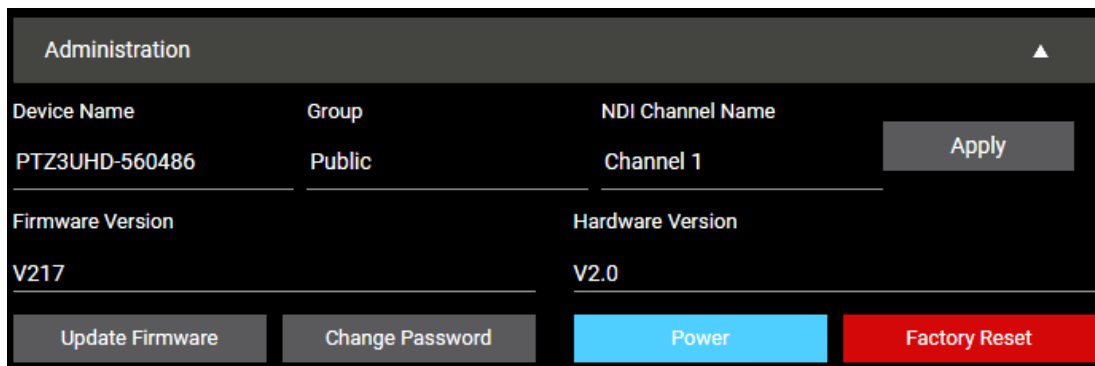 Administration
Device Name Group NDI Channel Name
PTZ3UHD-560486 Public Channel 1 Apply
Firmware Version Hardware Version
V217 V2.0
Update Firmware Change Password Power Factory Reset